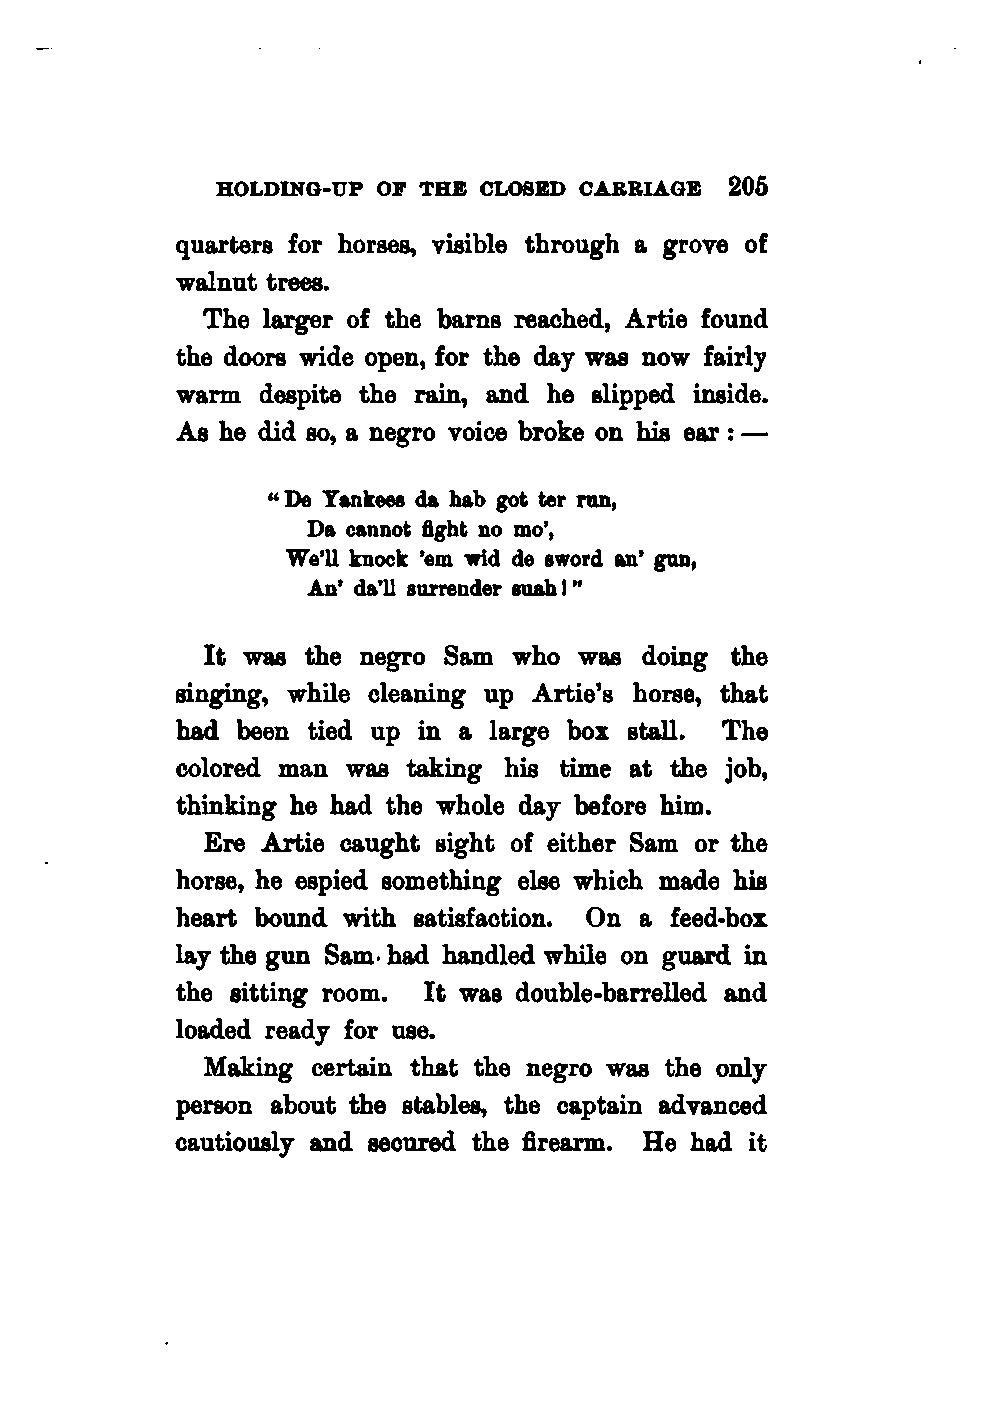 HOLDING-UP OF THE CLOSED CARRIAGE 205
quarters for horses, visible through a grove of
walnut trees.
The larger of the barns reached, Artie found
the doors wide open, for the day was now fairly
warm despite the rain, and he slipped inside.
As he did so, a negro voice broke on his ear : —
“De Yankees da hab got ter run,
Da cannot fight no mo’,
We’ll knock ’em wid de sword an’ gun,
An’ da’ll surrender suah!”
It was the negro Sam who was doing the
singing, while cleaning up Artie’s horse, that
had been tied up in a large box stall. The
colored man was taking his time at the job,
thinking he had the whole day before him.
Ere Artie caught sight of either Sam or the
horse, he espied something else which made his
heart bound with satisfaction. On a feed-box
lay the gun Sam had handled while on guard in
the sitting room. It was double-barrelled and
loaded ready for use.
Making certain that the negro was the only
person about the stables, the captain advanced
cautiously and secured the firearm. He had it